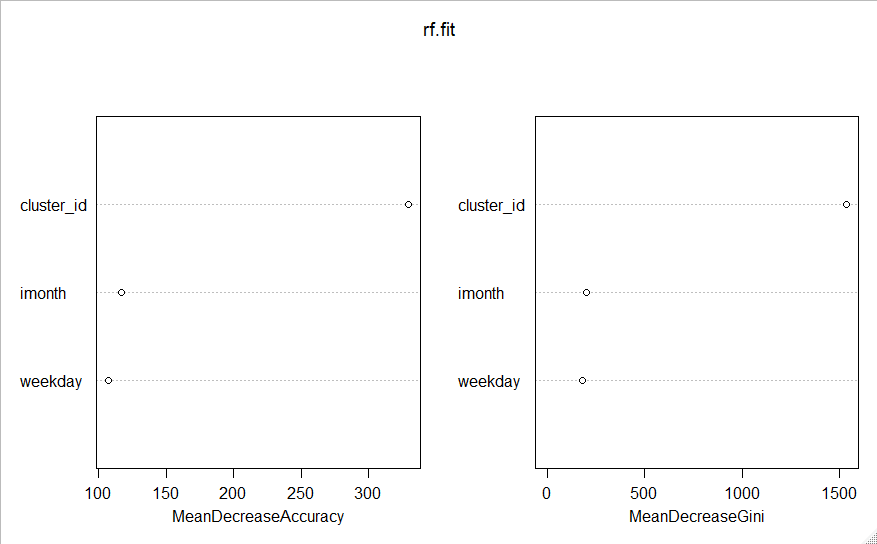 rf.fit
cluster_id
imonth
weekday
100 150 200 250 300
MeanDecreaseAccuracy
cluster_id
imonth
weekday
0 500 1000 1500
MeanDecreaseGini